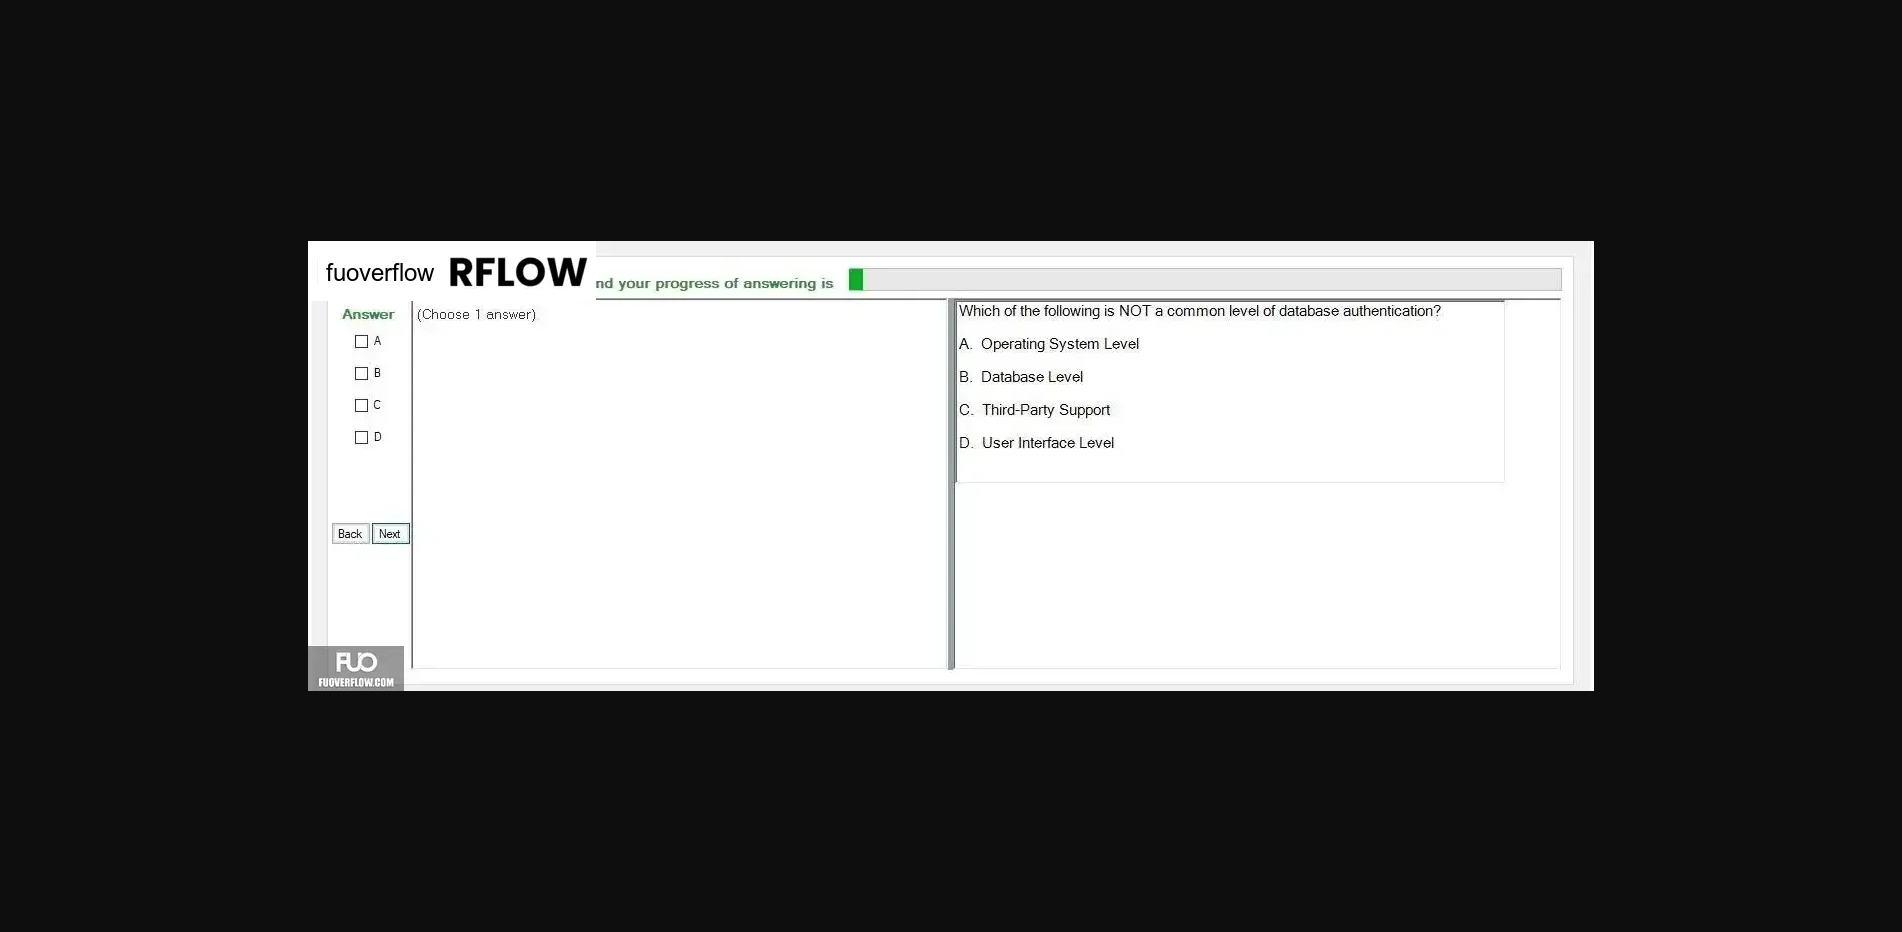 fuoverflow RFLOW
nd your progress of answering is
Answer
(Choose 1 answer)
A
B
C
D
Back Next
Which of the following is NOT a common level of database authentication?
A. Operating System Level
B. Database Level
C. Third-Party Support
D. User Interface Level
FUO
FUOVERFLOW.COM